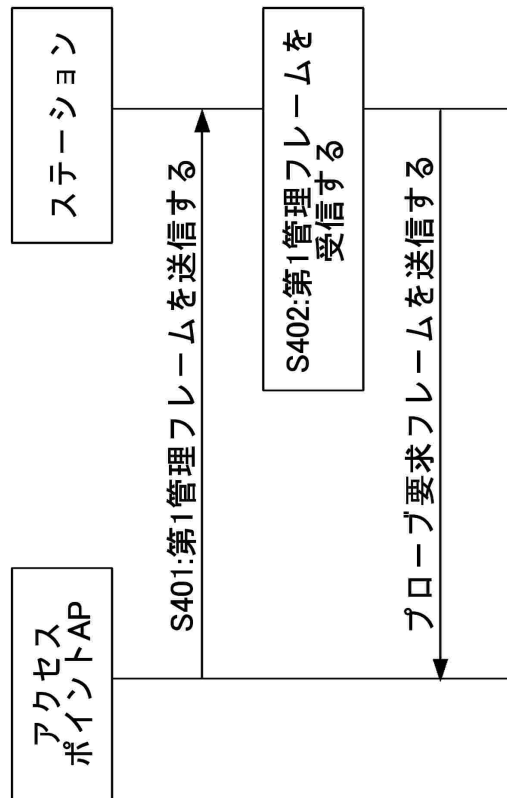 アクセス
ポイントAP
ステーション
S401:第1管理フレームを送信する
S402:第1管理フレームを
受信する
プローブ要求フレームを送信する